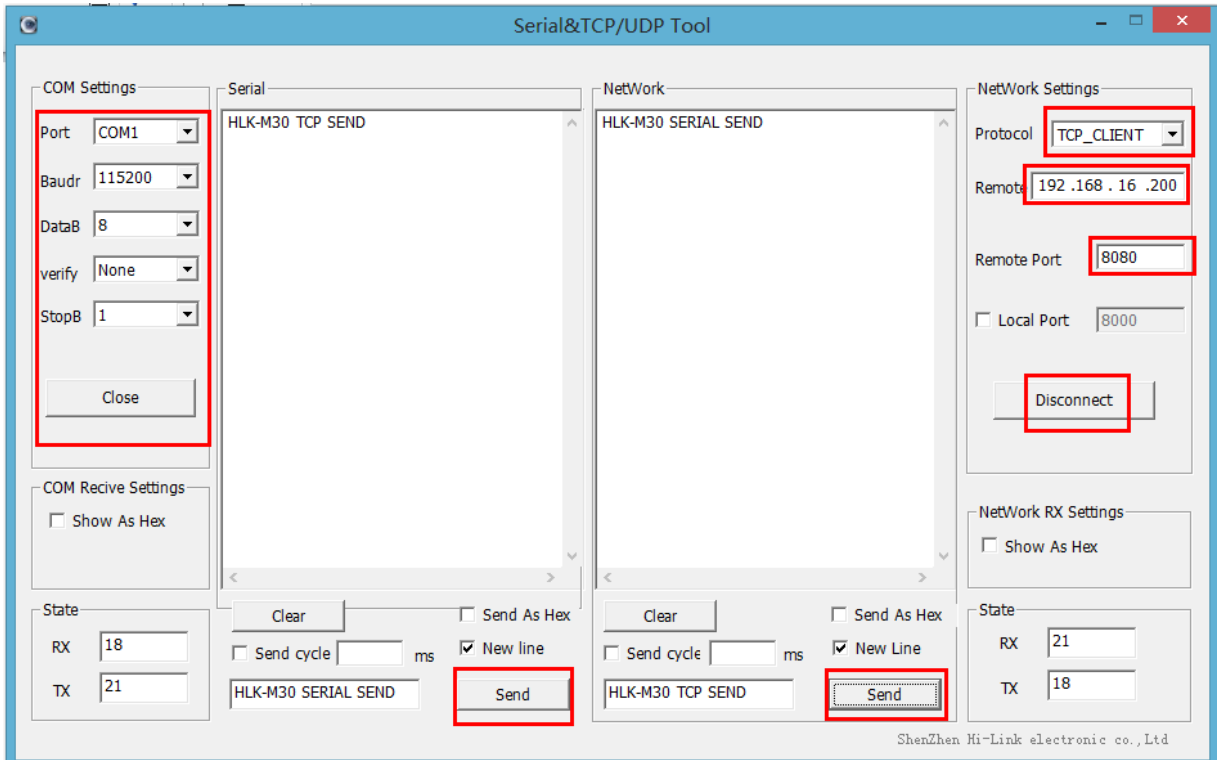 Serial&TCP/UDP Tool
COM Settings
Port COM1
Baudr 115200
DataB 8
verify None
StopB 1
Close
COM Recive Settings
Show As Hex
State
RX 18
TX 21
Serial
HLK-M30 TCP SEND
Clear
Send As Hex
Send cycle ms
New line
HLK-M30 SERIAL SEND
Send
NetWork
HLK-M30 SERIAL SEND
Clear
Send As Hex
Send cycle ms
New Line
HLK-M30 TCP SEND
Send
NetWork Settings
Protocol TCP_CLIENT
Remote 192 .168 . 16 .200
Remote Port 8080
Local Port 8000
Disconnect
NetWork RX Settings
Show As Hex
State
RX 21
TX 18
ShenZhen Hi-Link electronic co.,Ltd